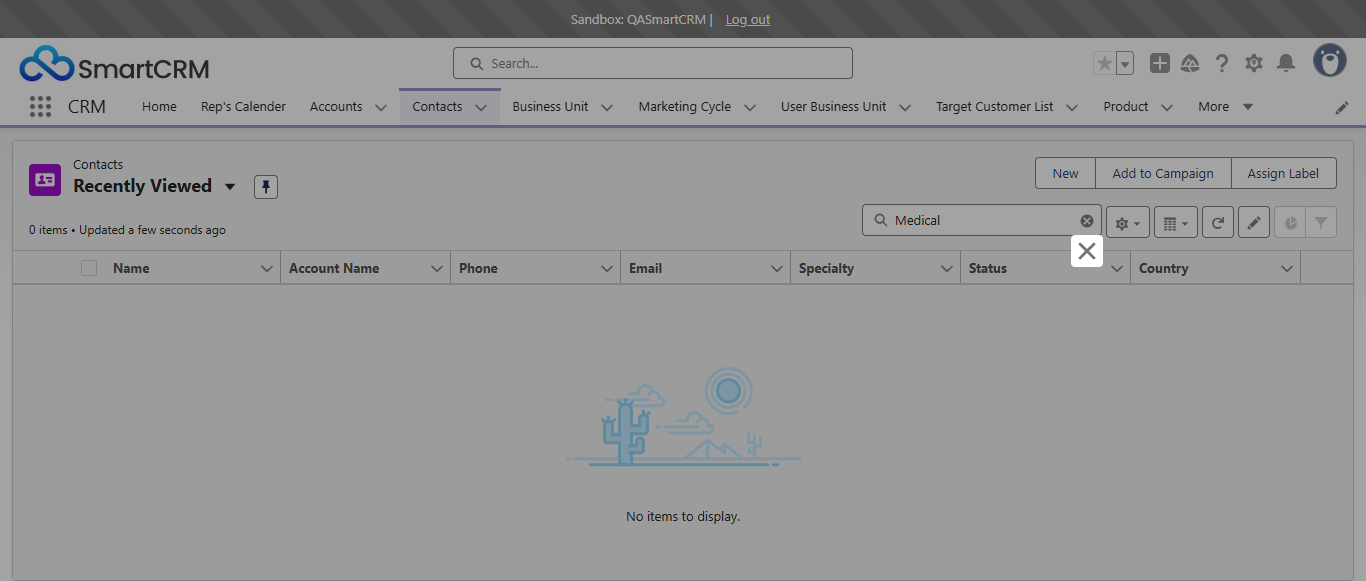 Sandbox: QASmartCRM | Log out
SmartCRM
Search...
CRM Home Rep's Calender Accounts Contacts Business Unit Marketing Cycle User Business Unit Target Customer List Product More
Contacts
Recently Viewed
New Add to Campaign Assign Label
0 items • Updated a few seconds ago
Medical
Name Account Name Phone Email Specialty Status Country
No items to display.